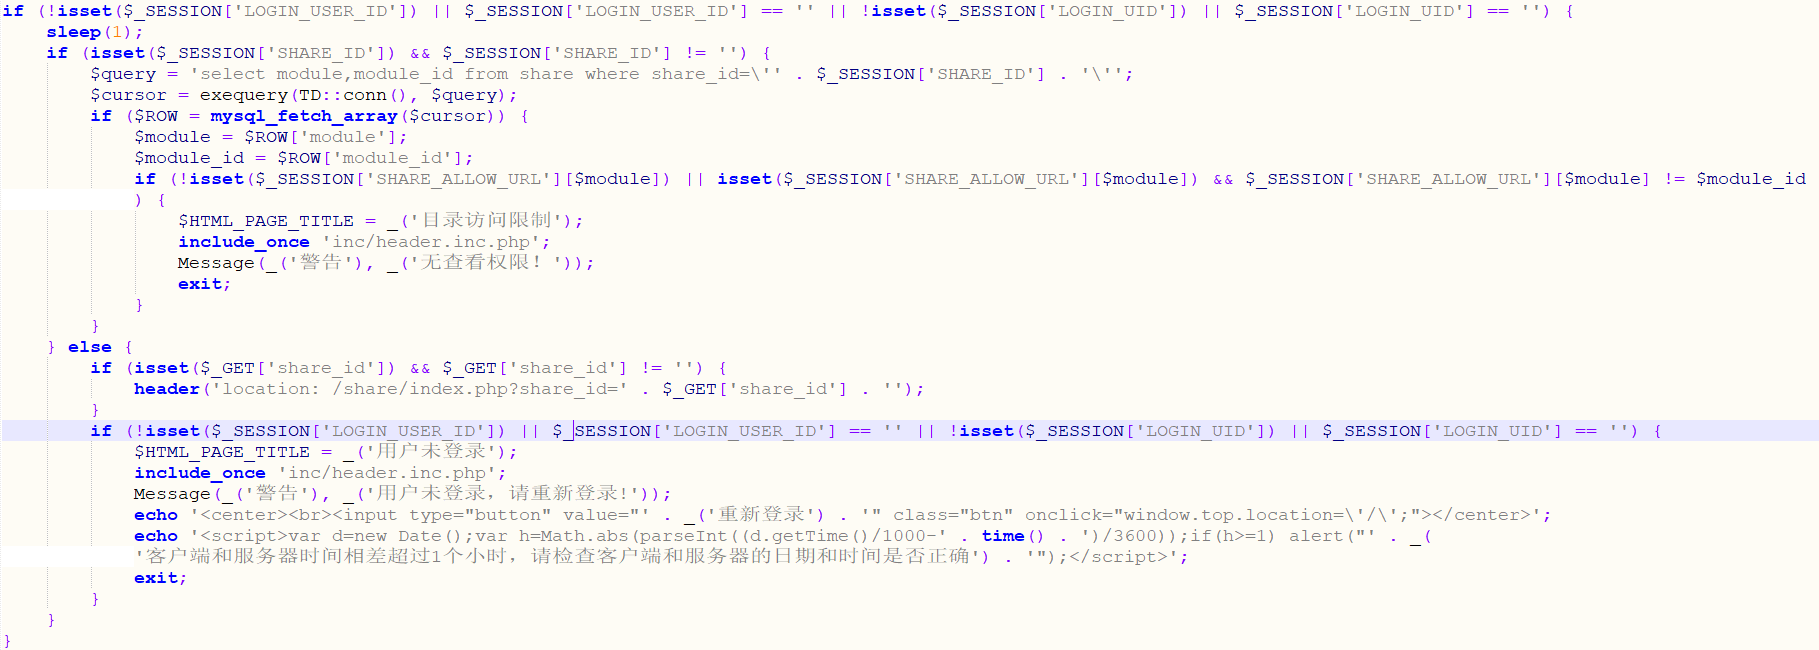 if (!isset($_SESSION['LOGIN_USER_ID']) || $_SESSION['LOGIN_USER_ID'] == '' || !isset($_SESSION['LOGIN_UID']) || $_SESSION['LOGIN_UID'] == '') {
    sleep(1);
    if (isset($_SESSION['SHARE_ID']) && $_SESSION['SHARE_ID'] != '') {
        $query = 'select module,module_id from share where share_id=\'' . $_SESSION['SHARE_ID'] . '\'';
        $cursor = exequery(TD::conn(), $query);
        if ($ROW = mysql_fetch_array($cursor)) {
            $module = $ROW['module'];
            $module_id = $ROW['module_id'];
            if (!isset($_SESSION['SHARE_ALLOW_URL'][$module]) || isset($_SESSION['SHARE_ALLOW_URL'][$module]) && $_SESSION['SHARE_ALLOW_URL'][$module] != $module_id
            ) {
                $HTML_PAGE_TITLE = _('目录访问限制');
                include_once 'inc/header.inc.php';
                Message(_('警告'), _('无查看权限！'));
                exit;
            }
        }
    } else {
        if (isset($_GET['share_id']) && $_GET['share_id'] != '') {
            header('location: /share/index.php?share_id=' . $_GET['share_id'] . '');
        }
        if (!isset($_SESSION['LOGIN_USER_ID']) || $_SESSION['LOGIN_USER_ID'] == '' || !isset($_SESSION['LOGIN_UID']) || $_SESSION['LOGIN_UID'] == '') {
            $HTML_PAGE_TITLE = _('用户未登录');
            include_once 'inc/header.inc.php';
            Message(_('警告'), _('用户未登录，请重新登录!'));
            echo '<center><br><input type="button" value="' . _('重新登录') . '" class="btn" onclick="window.top.location=\'/\';"></center>';
            echo '<script>var d=new Date();var h=Math.abs(parseInt((d.getTime()/1000-' . time() . ')/3600));if(h>=1) alert("' . _(
            '客户端和服务器时间相差超过1个小时，请检查客户端和服务器的日期和时间是否正确') . '");</script>';
            exit;
        }
    }
}